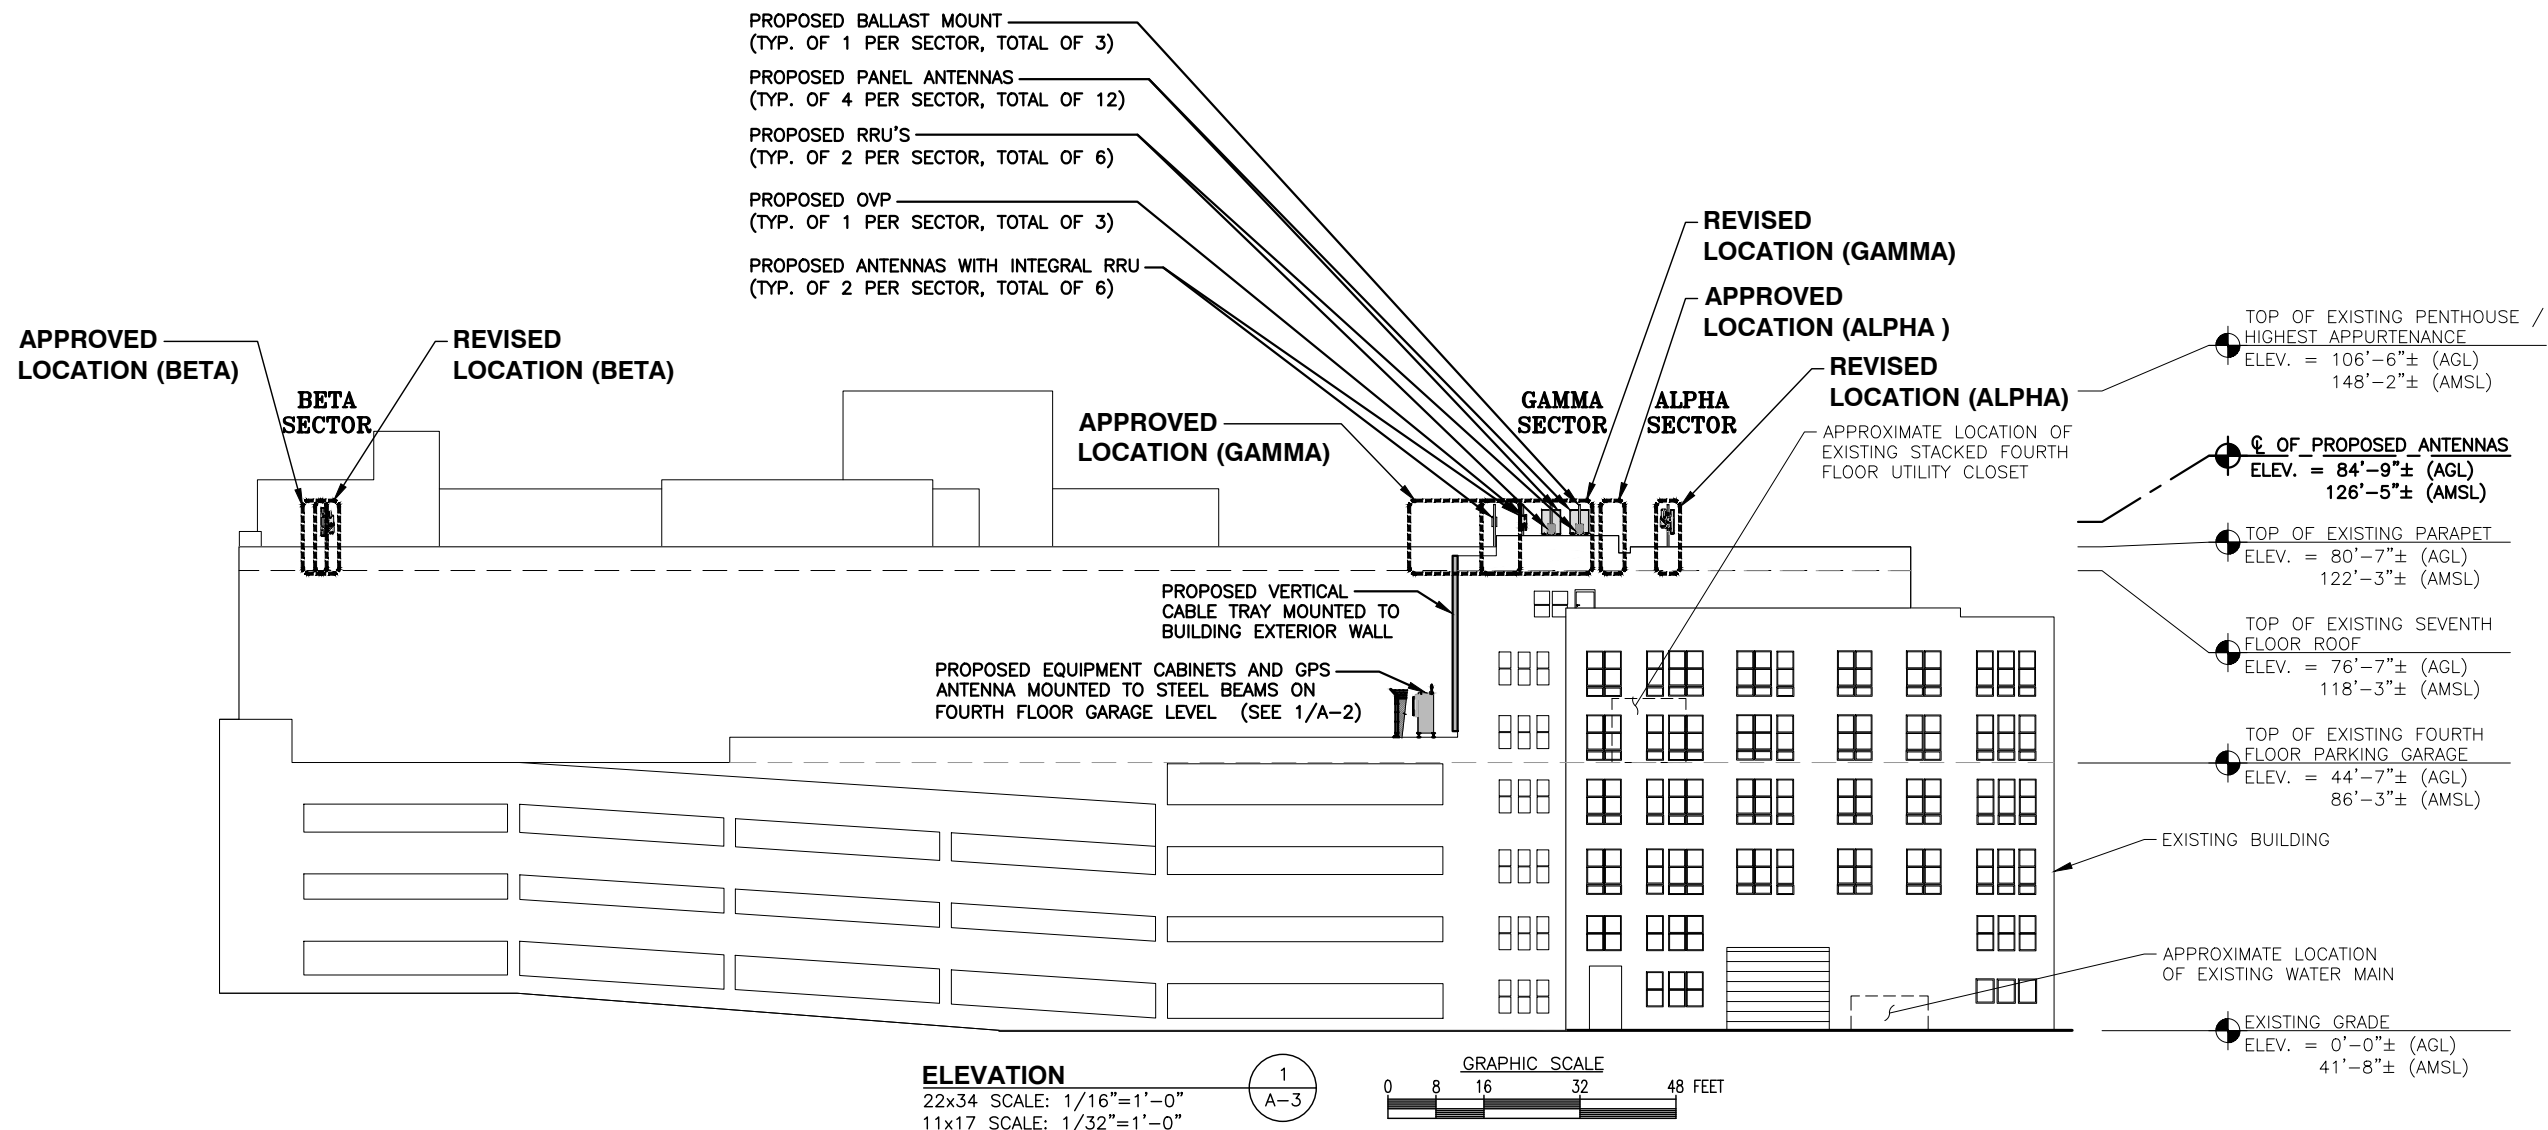 PROPOSED BALLAST MOUNT
(TYP. OF 1 PER SECTOR, TOTAL OF 3)
PROPOSED PANEL ANTENNAS
(TYP. OF 4 PER SECTOR, TOTAL OF 12)
PROPOSED RRU'S
(TYP. OF 2 PER SECTOR, TOTAL OF 6)
PROPOSED OVP
(TYP. OF 1 PER SECTOR, TOTAL OF 3)
PROPOSED ANTENNAS WITH INTEGRAL RRU
(TYP. OF 2 PER SECTOR, TOTAL OF 6)
REVISED
LOCATION (GAMMA)
APPROVED
LOCATION (ALPHA )
REVISED
LOCATION (ALPHA)
APPROVED
LOCATION (BETA)
REVISED
LOCATION (BETA)
BETA
SECTOR
APPROVED
LOCATION (GAMMA)
GAMMA
SECTOR
ALPHA
SECTOR
APPROXIMATE LOCATION OF
EXISTING STACKED FOURTH
FLOOR UTILITY CLOSET
TOP OF EXISTING PENTHOUSE /
HIGHEST APPURTENANCE
ELEV. = 106'-6"± (AGL)
148'-2"± (AMSL)
℄ OF PROPOSED ANTENNAS
ELEV. = 84'-9"± (AGL)
126'-5"± (AMSL)
TOP OF EXISTING PARAPET
ELEV. = 80'-7"± (AGL)
122'-3"± (AMSL)
TOP OF EXISTING SEVENTH
FLOOR ROOF
ELEV. = 76'-7"± (AGL)
118'-3"± (AMSL)
TOP OF EXISTING FOURTH
FLOOR PARKING GARAGE
ELEV. = 44'-7"± (AGL)
86'-3"± (AMSL)
PROPOSED VERTICAL
CABLE TRAY MOUNTED TO
BUILDING EXTERIOR WALL
PROPOSED EQUIPMENT CABINETS AND GPS
ANTENNA MOUNTED TO STEEL BEAMS ON
FOURTH FLOOR GARAGE LEVEL (SEE 1/A-2)
EXISTING BUILDING
APPROXIMATE LOCATION
OF EXISTING WATER MAIN
EXISTING GRADE
ELEV. = 0'-0"± (AGL)
41'-8"± (AMSL)
ELEVATION
22x34 SCALE: 1/16"=1'-0"
11x17 SCALE: 1/32"=1'-0"
1
A-3
GRAPHIC SCALE
0 8 16 32 48 FEET